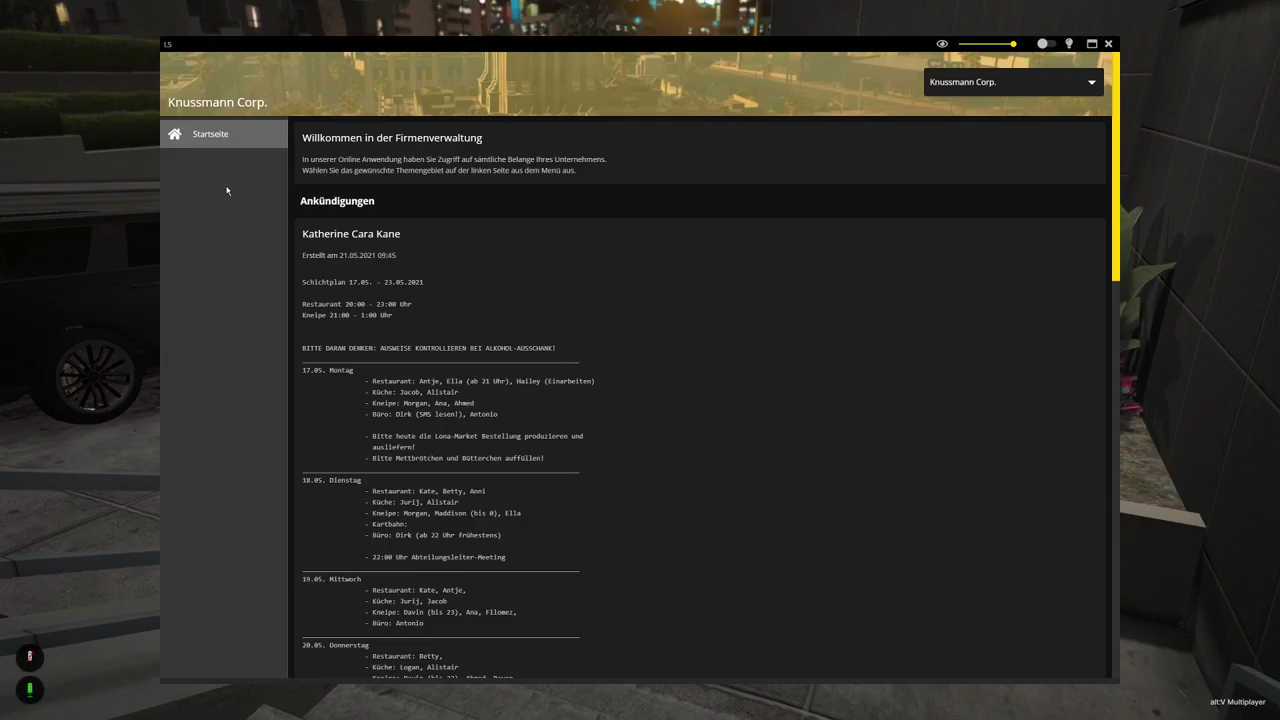 L5
Knussmann Corp.
Knussmann Corp.
Startseite
Willkommen in der Firmenverwaltung
In unserer Online Anwendung haben Sie Zugriff auf sämtliche Belange Ihres Unternehmens.
Wählen Sie das gewünschte Themengebiet auf der linken Seite aus dem Menü aus.
Ankündigungen
Katherine Cara Kane
Erstellt am 21.05.2021 09:45
Schichtplan 17.05. - 23.05.2021
Restaurant 20:00 - 23:00 Uhr
Kneipe 21:00 - 1:00 Uhr
BITTE DARAN DENKEN: AUSWEISE KONTROLLIEREN BEI ALKOHOL-AUSSCHANK!
17.05. Montag
- Restaurant: Antje, Ella (ab 21 Uhr), Hailey (Einarbeiten)
- Küche: Jacob, Alistair
- Kneipe: Morgan, Ana, Ahmed
- Büro: Dirk (SMS lesen!), Antonio
- Bitte heute die Lona-Market Bestellung produzieren und
ausliefern!
- Bitte Mettbrötchen und Bütterchen auffüllen!
18.05. Dienstag
- Restaurant: Kate, Betty, Anni
- Küche: Jurij, Alistair
- Kneipe: Morgan, Maddison (bis 0), Ella
- Kartbahn:
- Büro: Dirk (ab 22 Uhr frühestens)
- 22:00 Uhr Abteilungsleiter-Meeting
19.05. Mittwoch
- Restaurant: Kate, Antje,
- Küche: Jurij, Jacob
- Kneipe: Davin (bis 23), Ana, Filomez,
- Büro: Antonio
20.05. Donnerstag
- Restaurant: Betty,
- Küche: Logan, Alistair
- Kneipe: Davin (bis 23), Ahmed,
alt:V Multiplayer